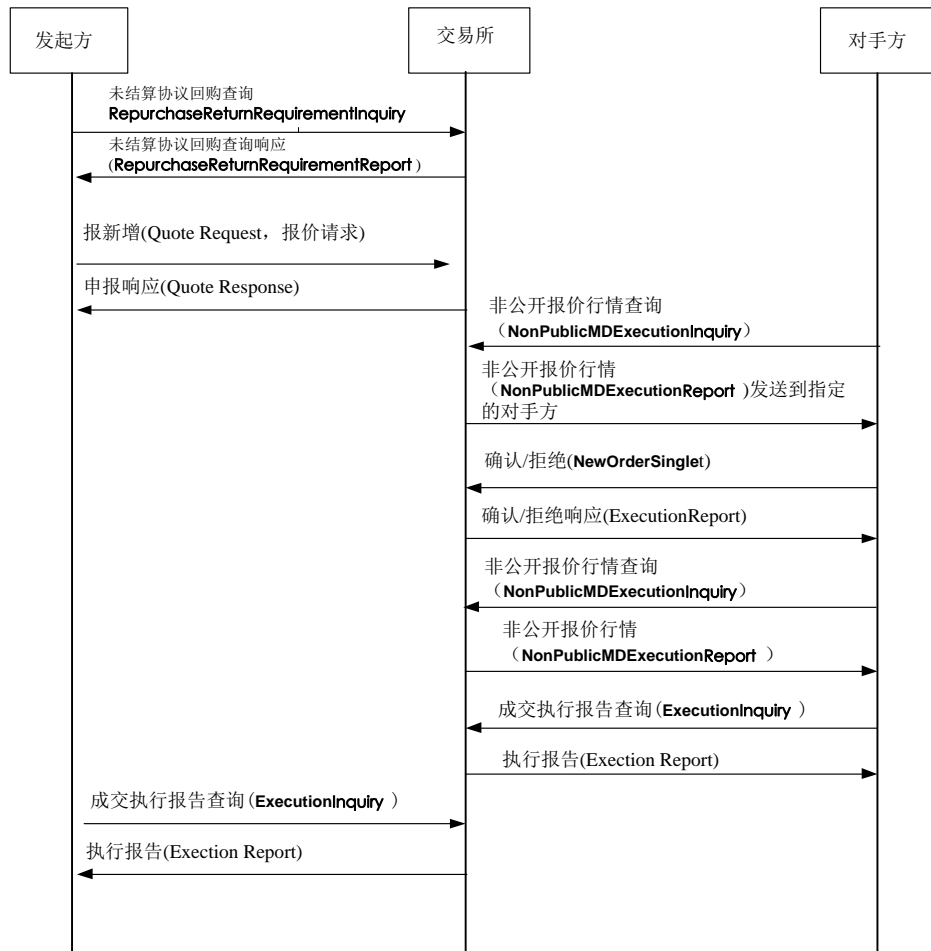 发起方
交易所
对手方
未结算协议回购查询
RepurchaseReturnRequirementInquiry
未结算协议回购查询响应
(RepurchaseReturnRequirementReport )
报新增(Quote Request，报价请求)
申报响应(Quote Response)
非公开报价行情查询
（NonPublicMDExecutionInquiry）
非公开报价行情
（NonPublicMDExecutionReport )发送到指定
的对手方
确认/拒绝(NewOrderSinglet)
确认/拒绝响应(ExecutionReport)
非公开报价行情查询
（NonPublicMDExecutionInquiry）
非公开报价行情
（NonPublicMDExecutionReport ）
成交执行报告查询(ExecutionInquiry ）
执行报告(Exection Report)
成交执行报告查询(ExecutionInquiry ）
执行报告(Exection Report)